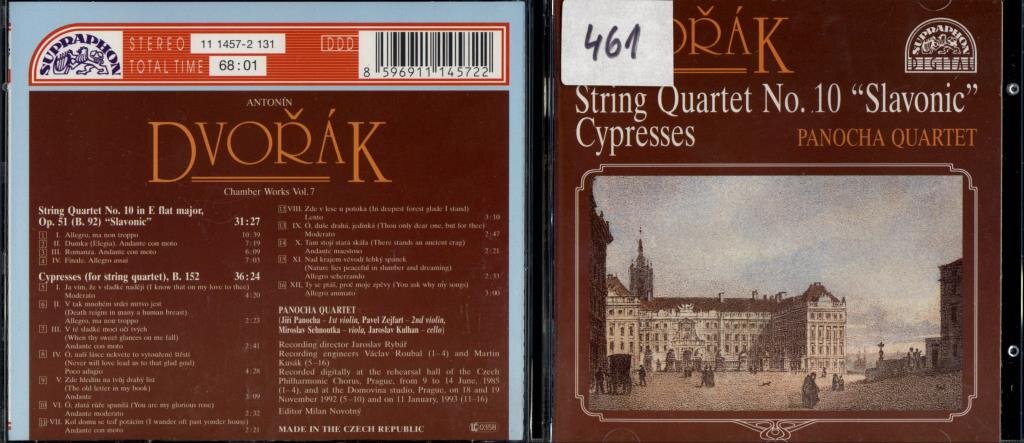 SUPRAPHON
STEREO 11 1457-2 131
DDD
TOTAL TIME 68:01
8 596911 145722
ANTONÍN
DVOŘÁK
Chamber Works Vol. 7
String Quartet No. 10 in E flat major,
Op. 51 (B. 92) “Slavonic” 31:27
1 I. Allegro, ma non troppo 10:39
2 II. Dumka (Elegia). Andante con moto 7:19
3 III. Romanza. Andante con moto 6:09
4 IV. Finale. Allegro assai 7:03
Cypresses (for string quartet), B. 152 36:24
5 I. Já vím, že v sladké naději (I know that on my love to thee)
Moderato 4:20
6 II. V tak mnohém srdci mrtvo jest
(Death reigns in many a human breast)
Allegro, ma non troppo 2:23
7 III. V té sladké moci očí tvých
(When thy sweet glances on me fall)
Andante con moto 2:41
8 IV. Ó, naší lásce nekvete to vytoužené štěstí
(Never will love lead us to that glad goal)
Poco adagio 4:28
9 V. Zde hledím na tvůj drahý list
(The old letter in my book)
Andante 3:09
10 VI. Ó, zlatá růže spanilá (You are my glorious rose)
Andante moderato 2:32
11 VII. Kol domu se teď potácím (I wander oft past yonder house)
Andante con moto 2:21
12 VIII. Zde v lese u potoka (In deepest forest glade I stand)
Lento 3:10
13 IX. Ó, duše drahá, jedinká (Thou only dear one, but for thee)
Moderato 2:47
14 X. Tam stojí stará skála (There stands an ancient crag)
Andante maestoso 2:21
15 XI. Nad krajem vévodí lehký spánek
(Nature lies peaceful in slumber and dreaming)
Allegro scherzando 2:33
16 XII. Ty se ptáš, proč moje zpěvy (You ask why my songs)
Allegro animato 3:00
PANOCHA QUARTET
(Jiří Panocha – 1st violin, Pavel Zejfart – 2nd violin,
Miroslav Sehnoutka – viola, Jaroslav Kulhan – cello)
Recording director Jaroslav Rybář
Recording engineers Václav Roubal (1–4) and Martin
Kusák (5–16)
Recorded digitally at the rehearsal hall of the Czech
Philharmonic Chorus, Prague, from 9 to 14 June, 1985
(1–4), and at the Domovina studio, Prague, on 18 and 19
November 1992 (5–10) and on 11 January, 1993 (11–16)
Editor Milan Novotný
MADE IN THE CZECH REPUBLIC
LC 0358
461
OŘÁK
SUPRAPHON
DIGITAL
String Quartet No. 10 “Slavonic”
Cypresses
PANOCHA QUARTET